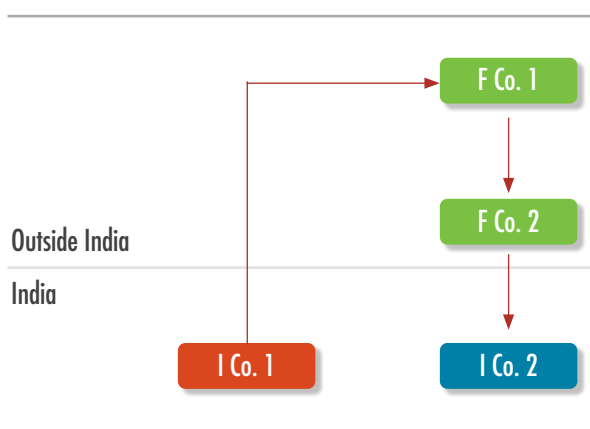 F Co. 1
F Co. 2
Outside India
India
I Co. 1
I Co. 2